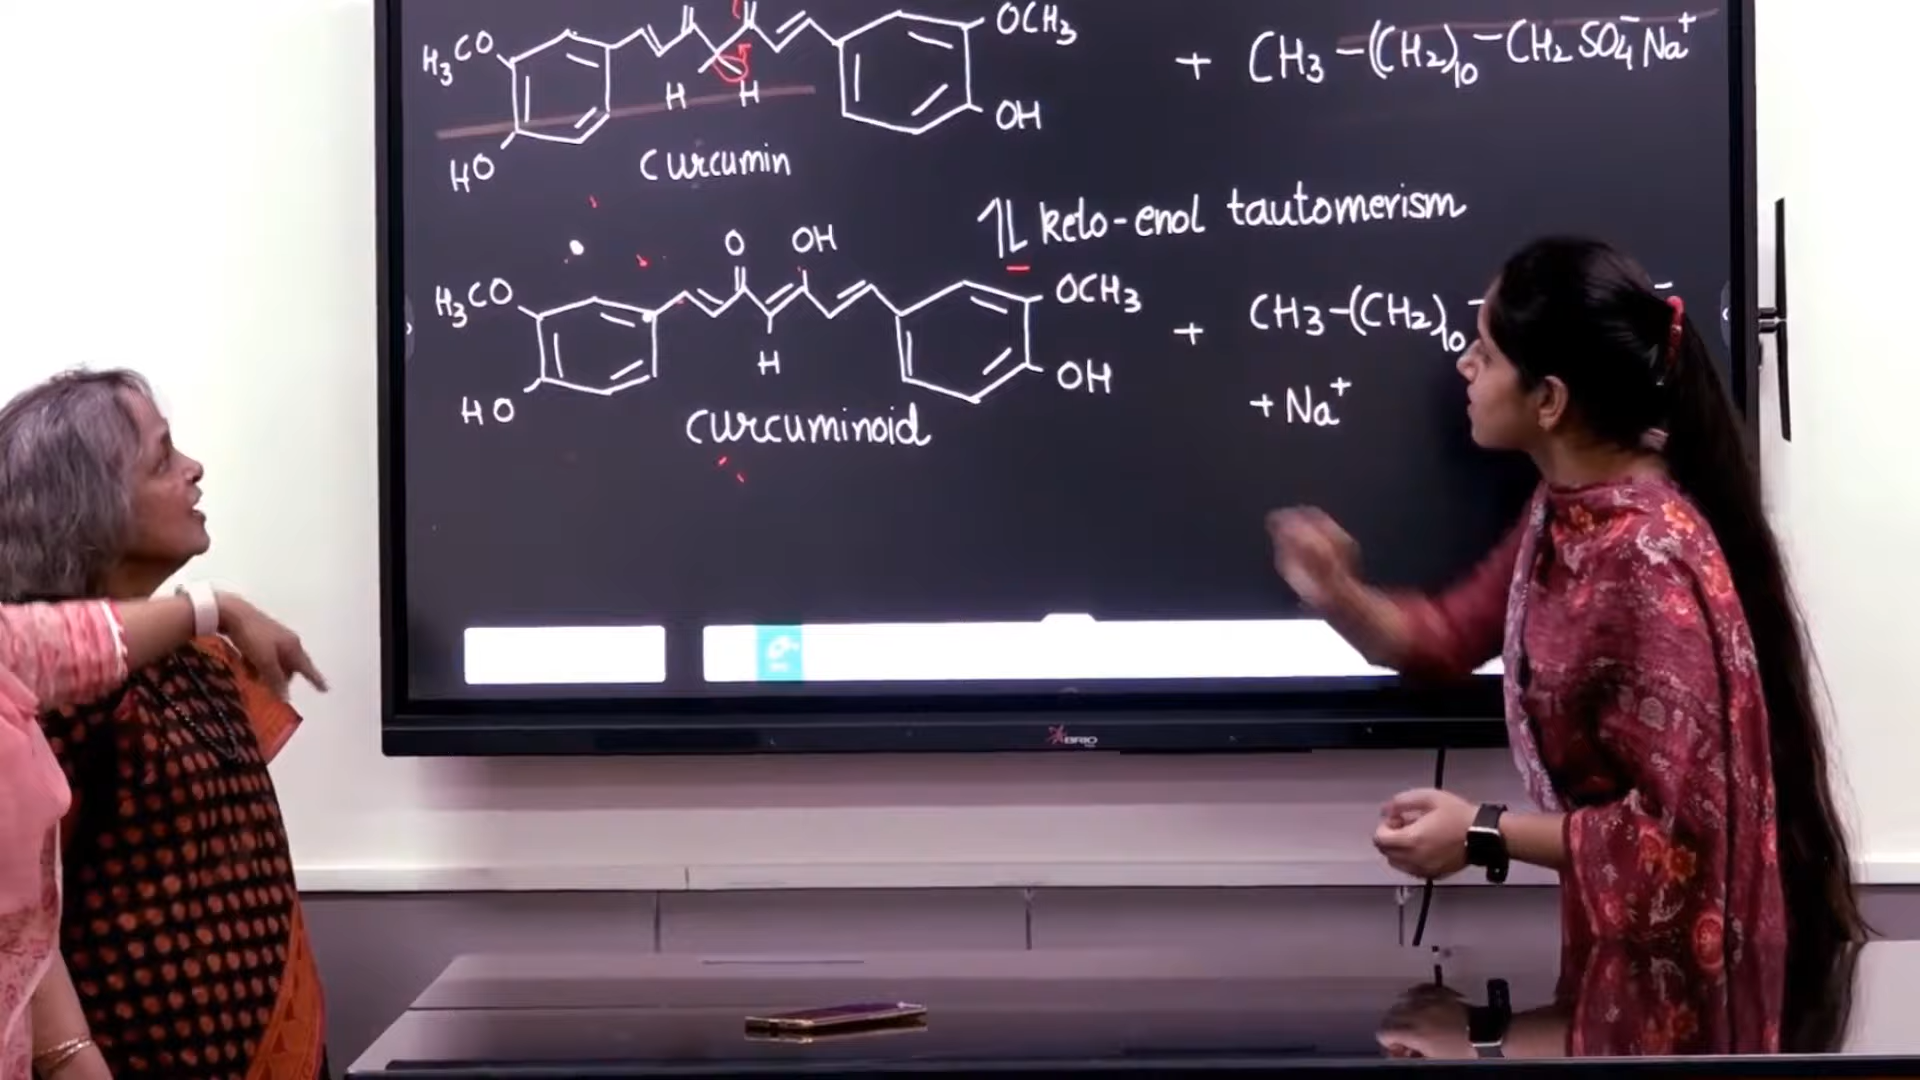 H3CO OCH3 + CH3-(CH2)10-CH2SO4⁻Na⁺
H H
HO OH
Curcumin
⇅ keto-enol tautomerism
O OH
H3CO OCH3 + CH3-(CH2)10-
H
HO OH + Na⁺
Curcuminoid
BRIO